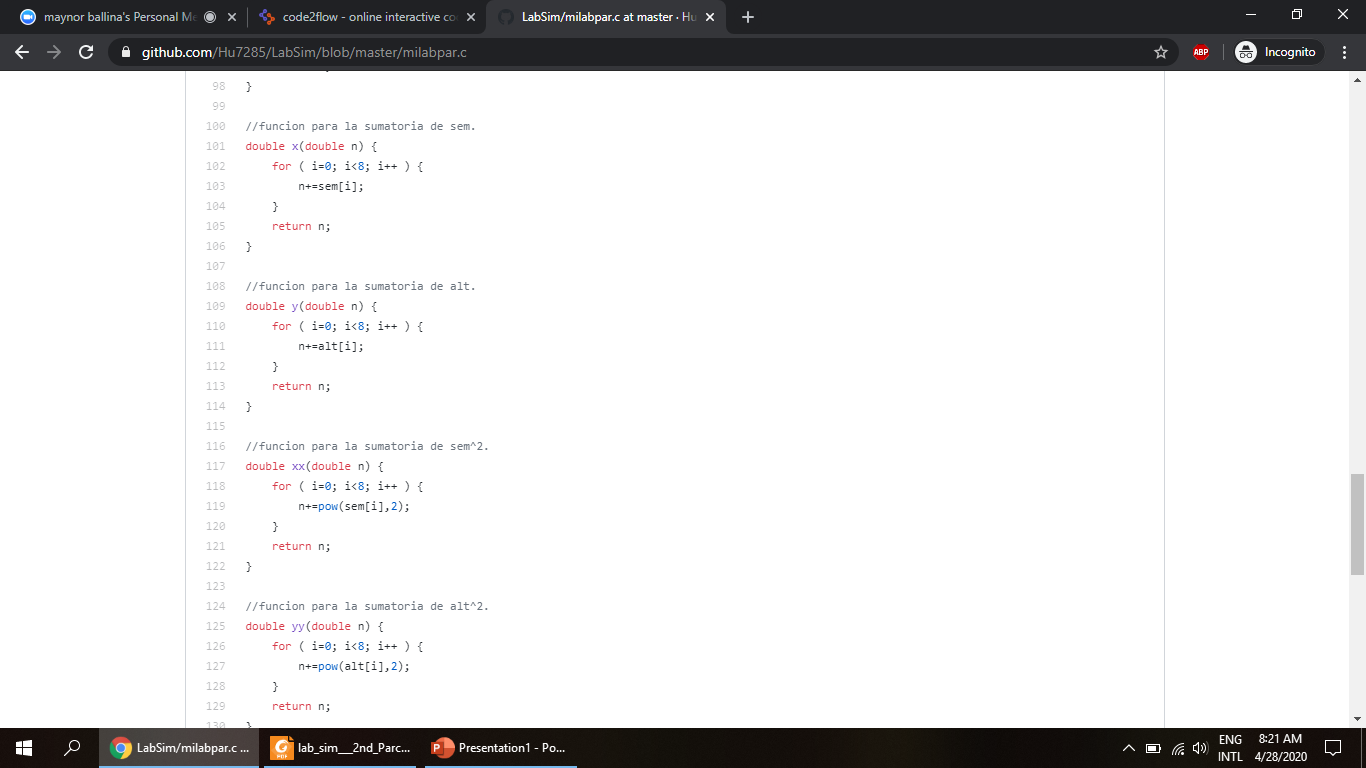 maynor ballina's Personal Me
code2flow - online interactive co
LabSim/milabpar.c at master · Hu
github.com/Hu7285/LabSim/blob/master/milabpar.c
ABP
Incognito
98 }
99
100 //funcion para la sumatoria de sem.
101 double x(double n) {
102 for ( i=0; i<8; i++ ) {
103 n+=sem[i];
104 }
105 return n;
106 }
107
108 //funcion para la sumatoria de alt.
109 double y(double n) {
110 for ( i=0; i<8; i++ ) {
111 n+=alt[i];
112 }
113 return n;
114 }
115
116 //funcion para la sumatoria de sem^2.
117 double xx(double n) {
118 for ( i=0; i<8; i++ ) {
119 n+=pow(sem[i],2);
120 }
121 return n;
122 }
123
124 //funcion para la sumatoria de alt^2.
125 double yy(double n) {
126 for ( i=0; i<8; i++ ) {
127 n+=pow(alt[i],2);
128 }
129 return n;
130 }
LabSim/milabpar.c ...
lab_sim___2nd_Parc...
Presentation1 - Po...
ENG
INTL
8:21 AM
4/28/2020